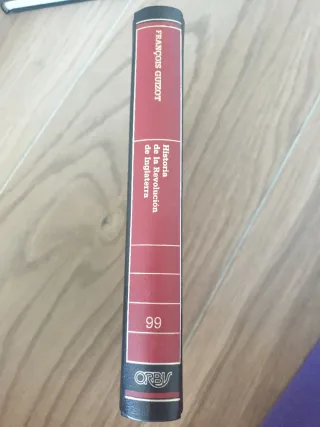 FRANÇOIS GUIZOT
Historia
de la Revolución
de Inglaterra
99
ORBIS